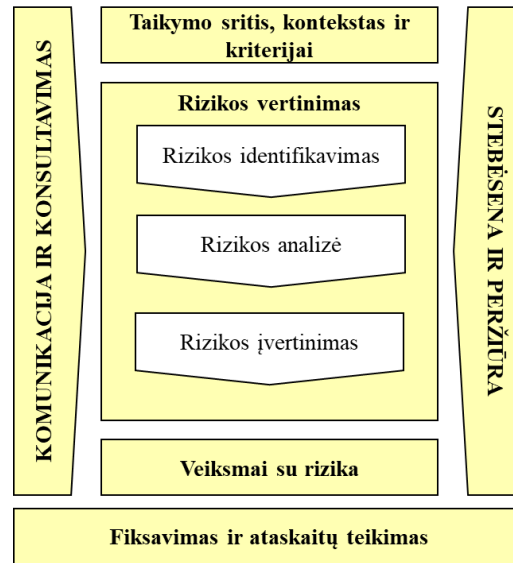 KOMUNIKACIJA IR KONSULTAVIMAS
Taikymo sritis, kontekstas ir
kriterijai
Rizikos vertinimas
Rizikos identifikavimas
Rizikos analizė
Rizikos įvertinimas
Veiksmai su rizika
STEBĖSENA IR PERŽIŪRA
Fiksavimas ir ataskaitų teikimas